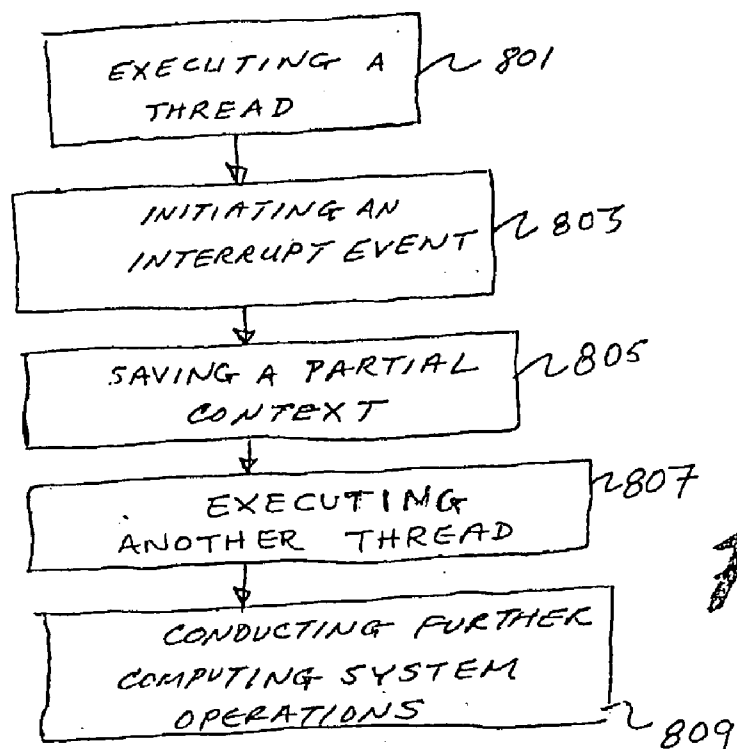 EXECUTING A
THREAD
801
INITIATING AN
INTERRUPT EVENT
803
SAVING A PARTIAL
CONTEXT
805
EXECUTING
ANOTHER THREAD
807
CONDUCTING FURTHER
COMPUTING SYSTEM
OPERATIONS
809